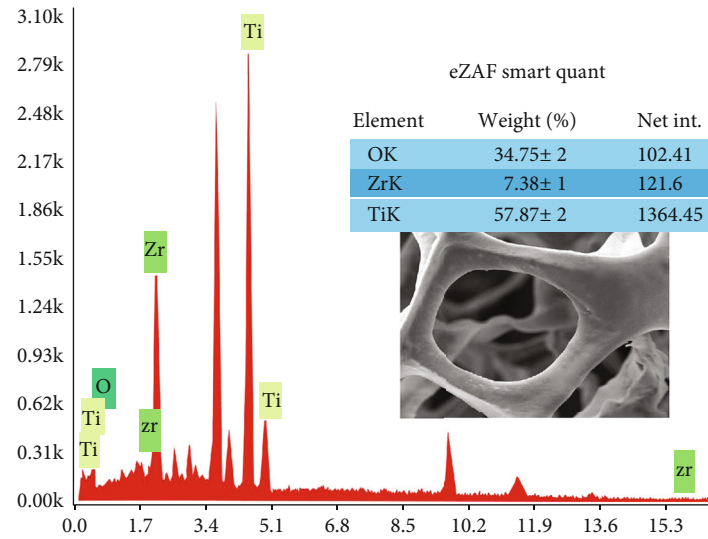 3.10k
2.79k
2.48k
2.17k
1.86k
1.55k
1.24k
0.93k
0.62k
0.31k
0.00k
Ti
Zr
O
Ti
zr
Ti
Ti
zr
0.0 1.7 3.4 5.1 6.8 8.5 10.2 11.9 13.6 15.3
eZAF smart quant
Element Weight (%) Net int.
OK 34.75± 2 102.41
ZrK 7.38± 1 121.6
TiK 57.87± 2 1364.45